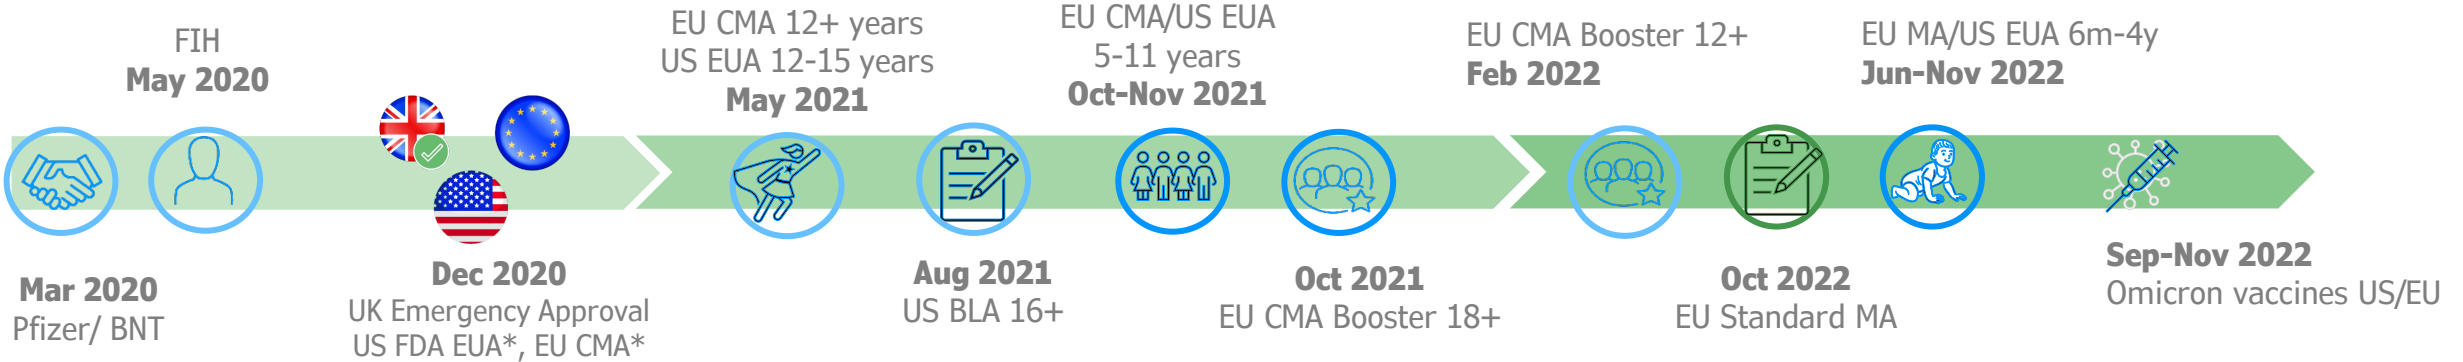 Mar 2020
Pfizer/ BNT
FIH
May 2020
Dec 2020
UK Emergency Approval
US FDA EUA*, EU CMA*
EU CMA 12+ years
US EUA 12-15 years
May 2021
Aug 2021
US BLA 16+
EU CMA/US EUA
5-11 years
Oct-Nov 2021
Oct 2021
EU CMA Booster 18+
EU CMA Booster 12+
Feb 2022
Oct 2022
EU Standard MA
EU MA/US EUA 6m-4y
Jun-Nov 2022
Sep-Nov 2022
Omicron vaccines US/EU